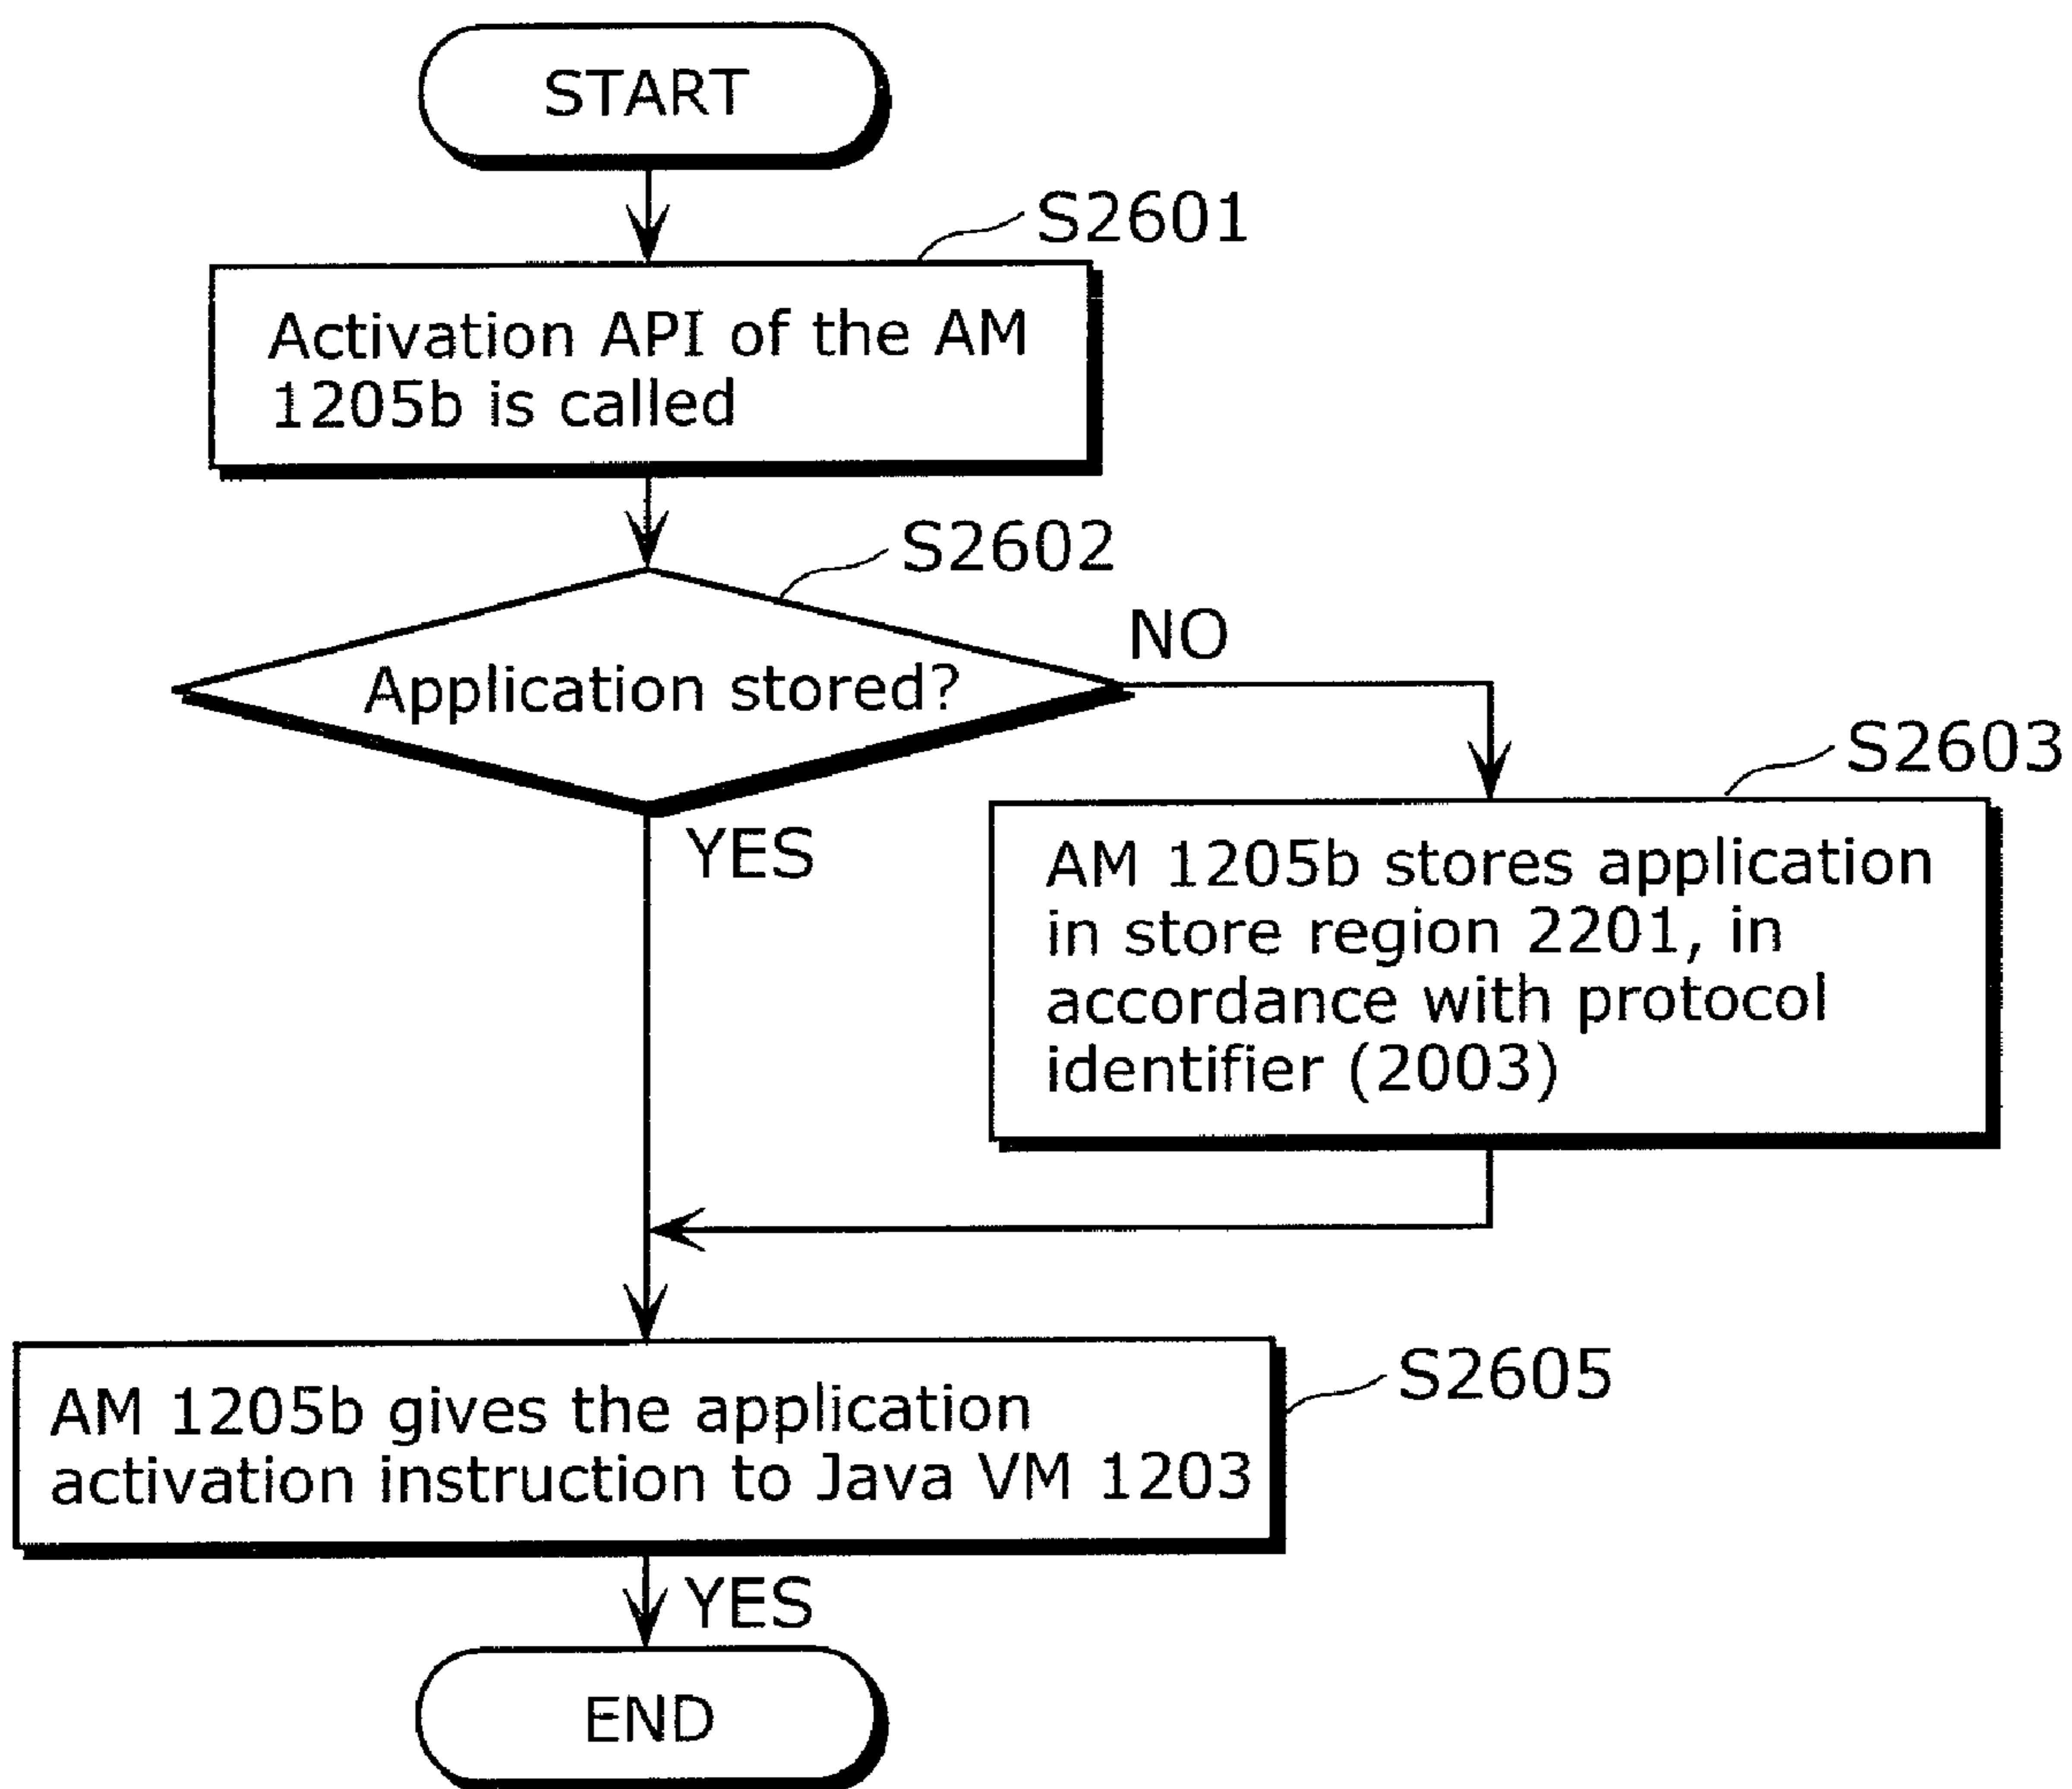 START
S2601
Activation API of the AM
1205b is called
S2602
Application stored?
NO
YES
S2603
AM 1205b stores application
in store region 2201, in
accordance with protocol
identifier (2003)
S2605
AM 1205b gives the application
activation instruction to Java VM 1203
YES
END